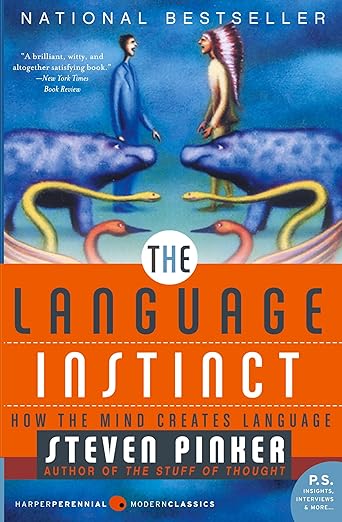 NATIONAL BESTSELLER
"A brilliant, witty, and
altogether satisfying book."
—New York Times
Book Review
THE
LANGUAGE
INSTINCT
HOW THE MIND CREATES LANGUAGE
STEVEN PINKER
AUTHOR OF THE STUFF OF THOUGHT
P.S.
INSIGHTS,
INTERVIEWS
& MORE...
HARPERPERENNIAL MODERNCLASSICS